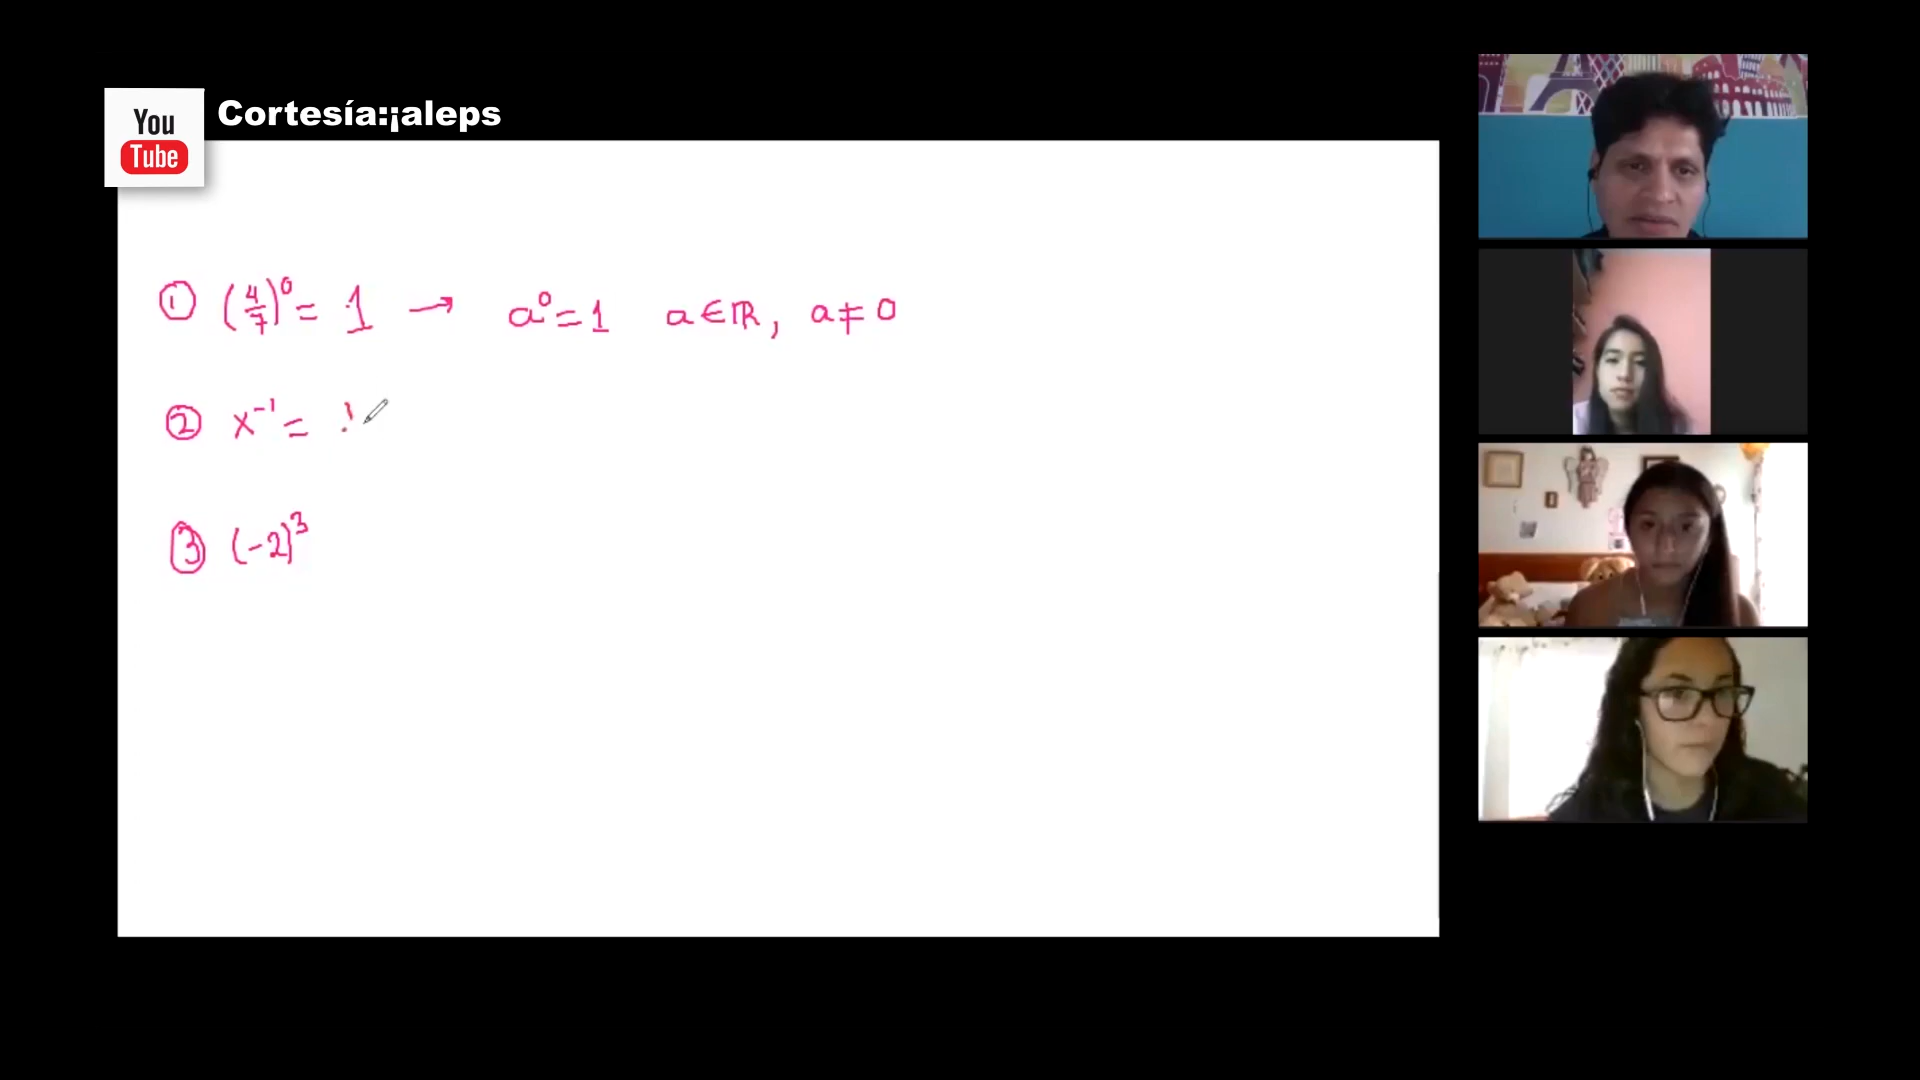 You
Tube
Cortesía:¡aleps
① (4/7)⁰ = 1 → a⁰ = 1 a ∈ ℝ, a ≠ 0
② x⁻¹ =
③ (-2)³